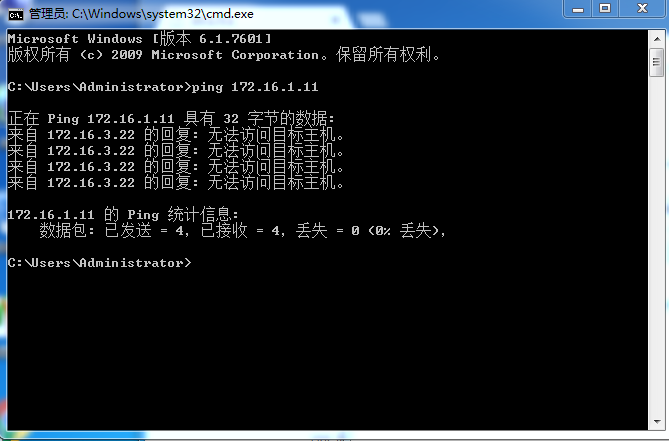 管理员: C:\Windows\system32\cmd.exe
Microsoft Windows [版本 6.1.7601]
版权所有 (c) 2009 Microsoft Corporation。保留所有权利。
C:\Users\Administrator>ping 172.16.1.11
正在 Ping 172.16.1.11 具有 32 字节的数据:
来自 172.16.3.22 的回复: 无法访问目标主机。
来自 172.16.3.22 的回复: 无法访问目标主机。
来自 172.16.3.22 的回复: 无法访问目标主机。
来自 172.16.3.22 的回复: 无法访问目标主机。
172.16.1.11 的 Ping 统计信息:
数据包: 已发送 = 4，已接收 = 4，丢失 = 0 (0% 丢失)，
C:\Users\Administrator>